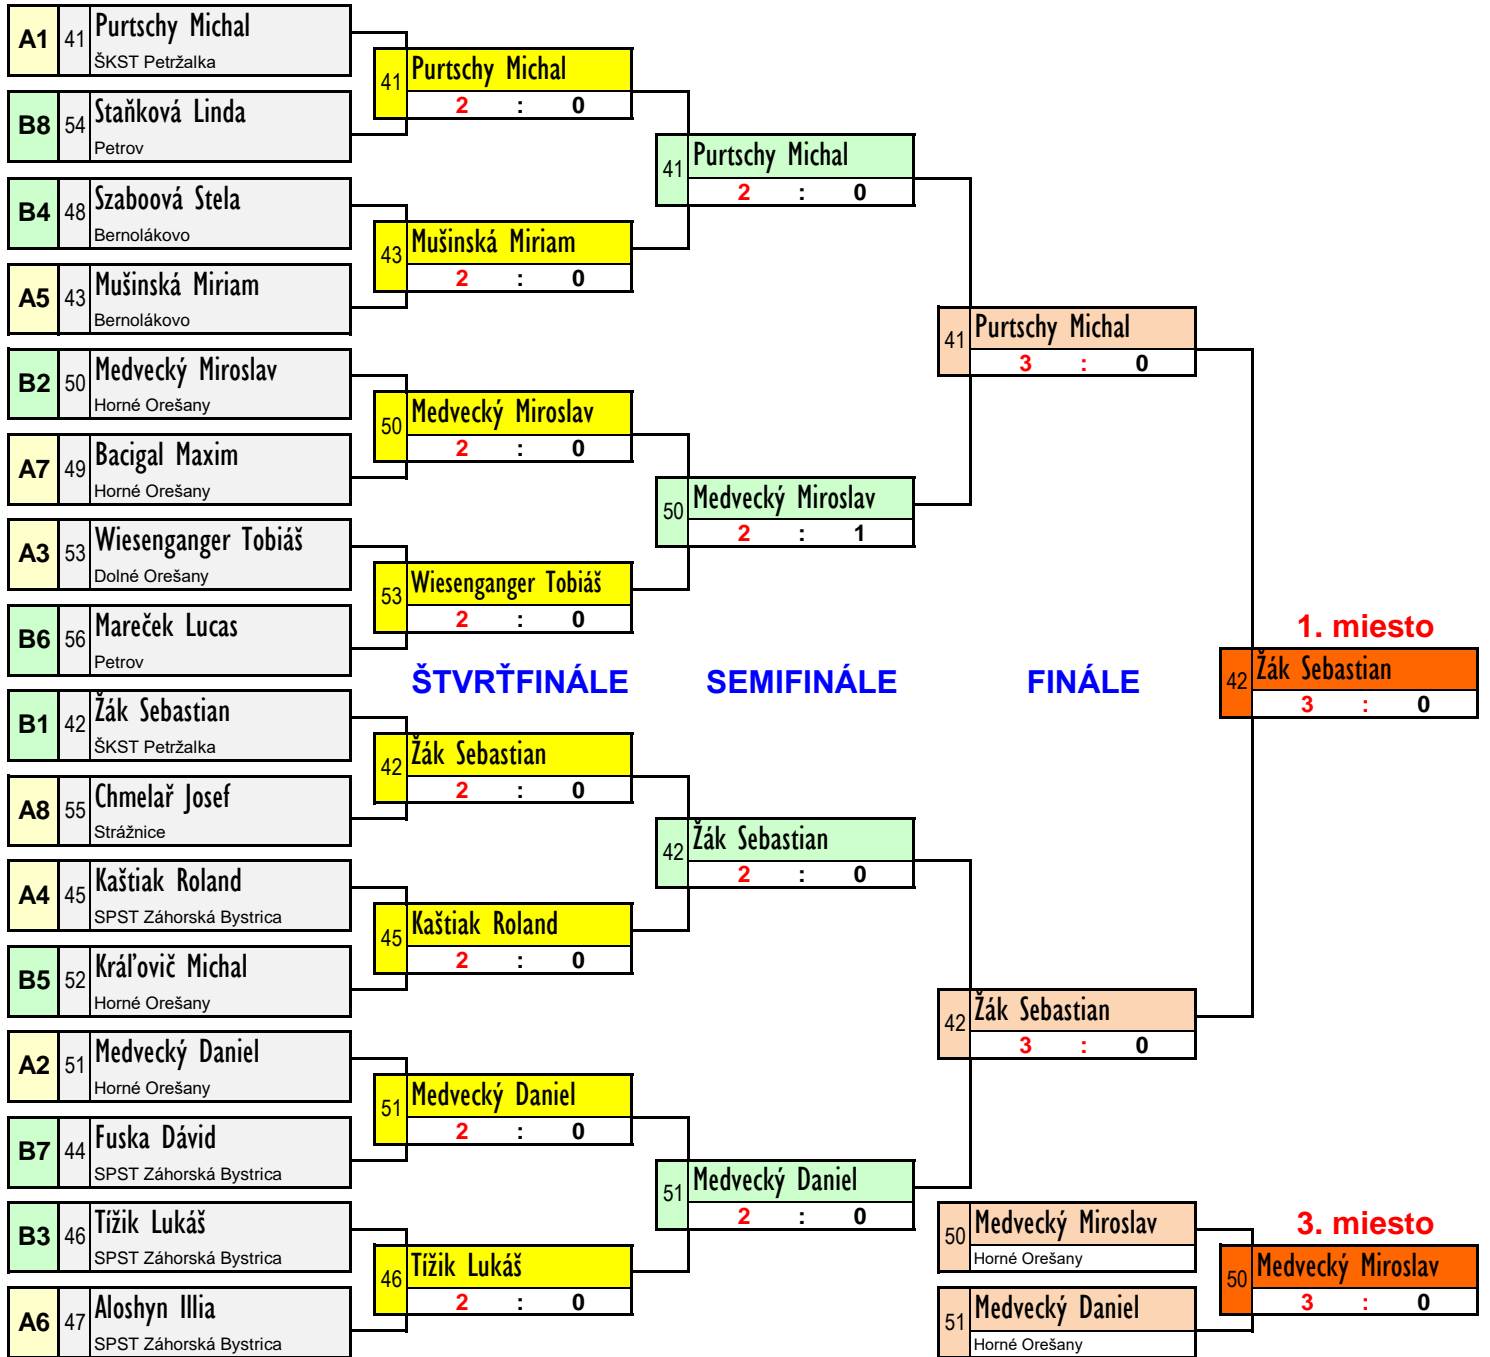 A1 41 Purtschy Michal
ŠKST Petržalka
B8 54 Staňková Linda
Petrov
B4 48 Szaboová Stela
Bernolákovo
A5 43 Mušinská Miriam
Bernolákovo
B2 50 Medvecký Miroslav
Horné Orešany
A7 49 Bacigal Maxim
Horné Orešany
A3 53 Wiesenganger Tobiáš
Dolné Orešany
B6 56 Mareček Lucas
Petrov
B1 42 Žák Sebastian
ŠKST Petržalka
A8 55 Chmelař Josef
Strážnice
A4 45 Kaštiak Roland
SPST Záhorská Bystrica
B5 52 Kráľovič Michal
Horné Orešany
A2 51 Medvecký Daniel
Horné Orešany
B7 44 Fuska Dávid
SPST Záhorská Bystrica
B3 46 Tížik Lukáš
SPST Záhorská Bystrica
A6 47 Aloshyn Illia
SPST Záhorská Bystrica
41 Purtschy Michal
2 : 0
43 Mušinská Miriam
2 : 0
50 Medvecký Miroslav
2 : 0
53 Wiesenganger Tobiáš
2 : 0
ŠTVRŤFINÁLE
42 Žák Sebastian
2 : 0
45 Kaštiak Roland
2 : 0
51 Medvecký Daniel
2 : 0
46 Tížik Lukáš
2 : 0
41 Purtschy Michal
2 : 0
50 Medvecký Miroslav
2 : 1
SEMIFINÁLE
42 Žák Sebastian
2 : 0
51 Medvecký Daniel
2 : 0
41 Purtschy Michal
3 : 0
FINÁLE
42 Žák Sebastian
3 : 0
50 Medvecký Miroslav
Horné Orešany
51 Medvecký Daniel
Horné Orešany
1. miesto
42 Žák Sebastian
3 : 0
3. miesto
50 Medvecký Miroslav
3 : 0